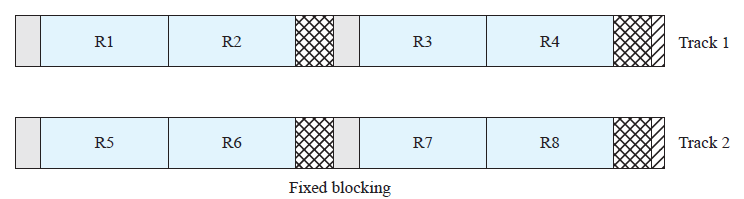 R1 R2 R3 R4 Track 1
R5 R6 R7 R8 Track 2
Fixed blocking